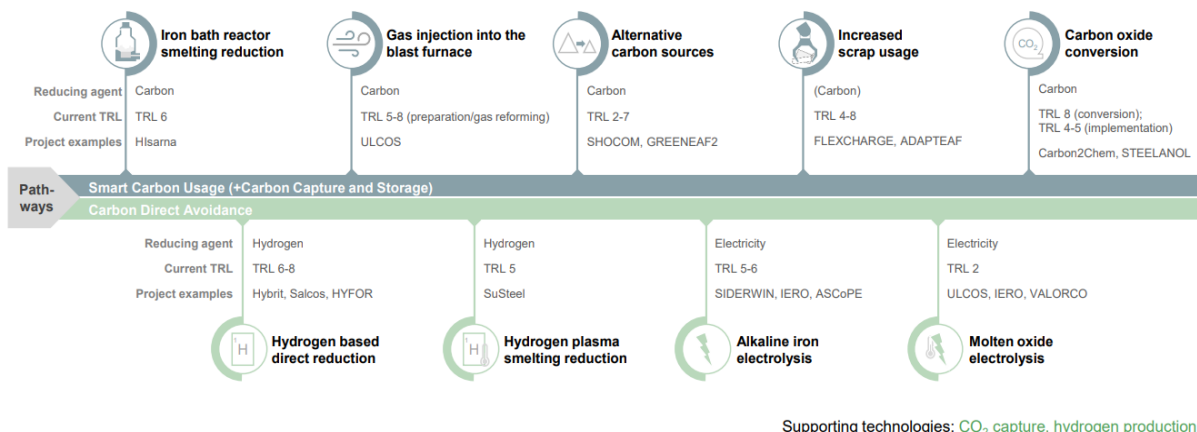 Iron bath reactor
smelting reduction
Gas injection into the
blast furnace
Alternative
carbon sources
Increased
scrap usage
CO₂
Carbon oxide
conversion
Reducing agent Carbon Carbon Carbon (Carbon) Carbon
Current TRL TRL 6 TRL 5-8 (preparation/gas reforming) TRL 2-7 TRL 4-8 TRL 8 (conversion);
TRL 4-5 (implementation)
Project examples HIsarna ULCOS SHOCOM, GREENEAF2 FLEXCHARGE, ADAPTEAF Carbon2Chem, STEELANOL
Path-
ways
Smart Carbon Usage (+Carbon Capture and Storage)
Carbon Direct Avoidance
Reducing agent Hydrogen Hydrogen Electricity Electricity
Current TRL TRL 6-8 TRL 5 TRL 5-6 TRL 2
Project examples Hybrit, Salcos, HYFOR SuSteel SIDERWIN, IERO, ASCoPE ULCOS, IERO, VALORCO
1
H
Hydrogen based
direct reduction
1
H
Hydrogen plasma
smelting reduction
Alkaline iron
electrolysis
Molten oxide
electrolysis
Supporting technologies: CO₂ capture, hydrogen production